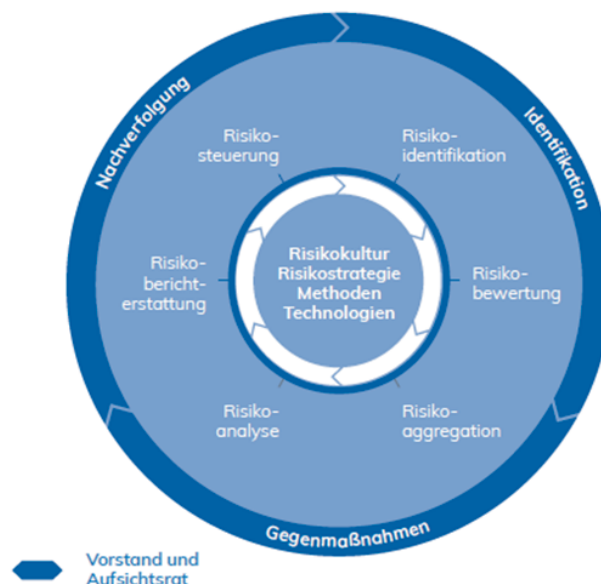 Nachverfolgung
Identifikation
Risiko-
steuerung
Risiko-
identifikation
Risiko-
bericht-
erstattung
Risikokultur
Risikostrategie
Methoden
Technologien
Risiko-
bewertung
Risiko-
analyse
Risiko-
aggregation
Gegenmaßnahmen
Vorstand und
Aufsichtsrat